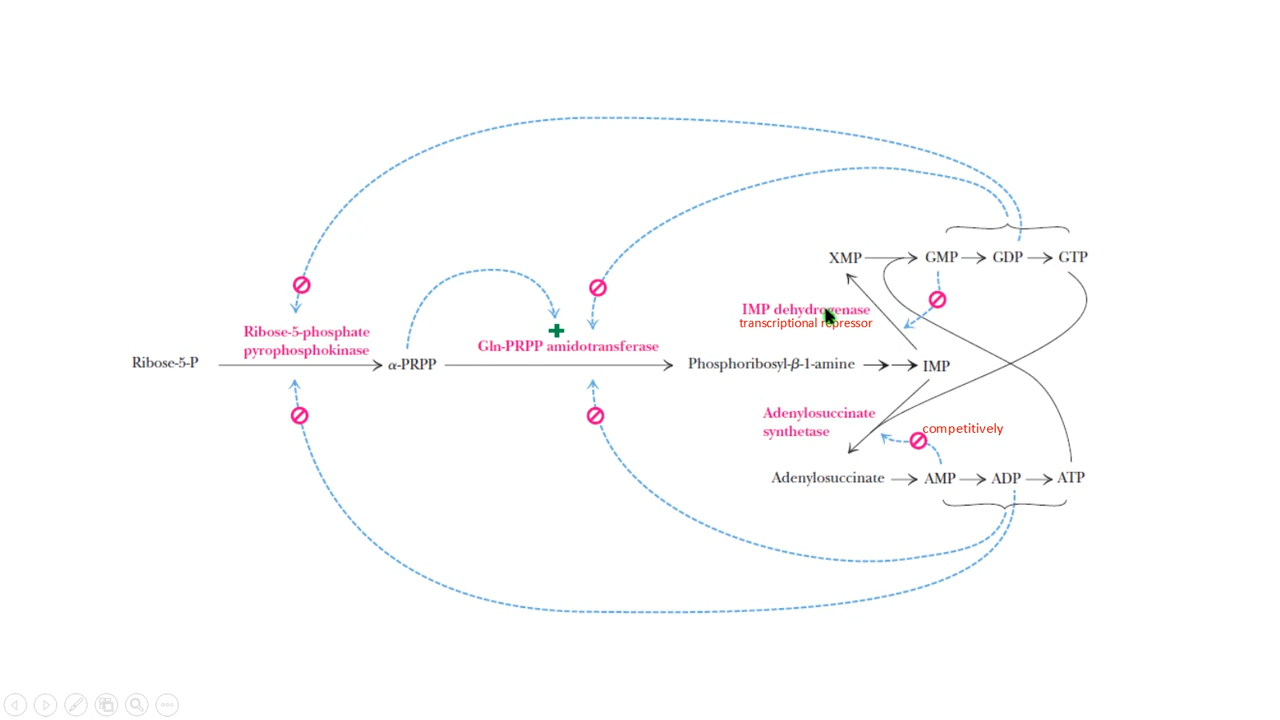 XMP
GMP
GDP
GTP
IMP dehydrogenase
transcriptional repressor
Ribose-5-phosphate
pyrophosphokinase
Gln-PRPP amidotransferase
Ribose-5-P
α-PRPP
Phosphoribosyl-β-1-amine
IMP
Adenylosuccinate
synthetase
competitively
Adenylosuccinate
AMP
ADP
ATP